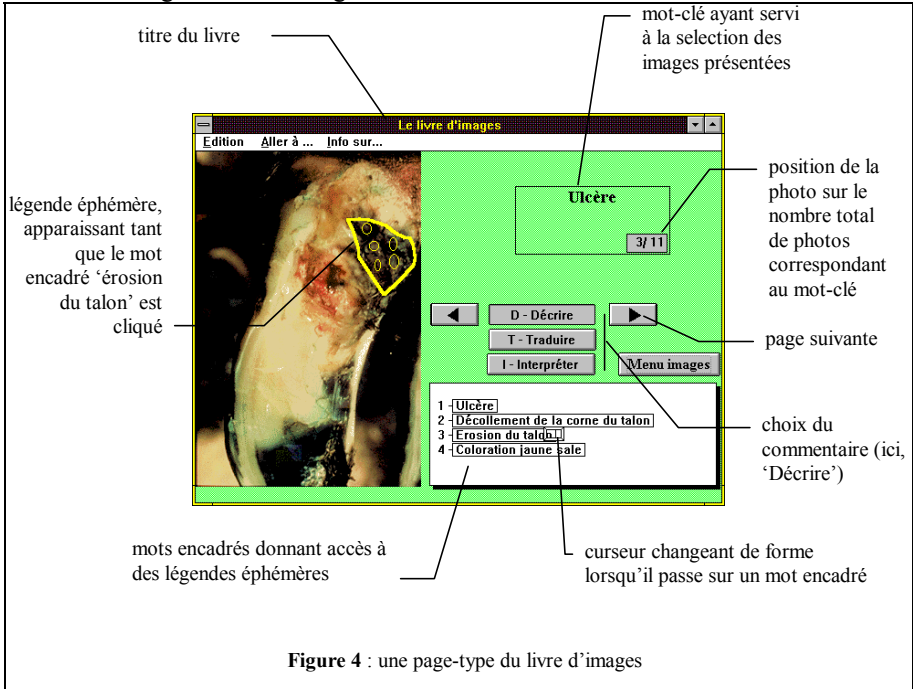 titre du livre
mot-clé ayant servi
à la selection des
images présentées
Le livre d'images
Edition Aller à ... Info sur...
légende éphémère,
apparaissant tant
que le mot
encadré ‘érosion
du talon’ est
cliqué
Ulcère
3/ 11
position de la
photo sur le
nombre total
de photos
correspondant
au mot-clé
D - Décrire
T - Traduire
I - Interpréter
Menu images
page suivante
1 - Ulcère
2 - Décollement de la corne du talon
3 - Erosion du talon
4 - Coloration jaune sale
choix du
commentaire (ici,
‘Décrire’)
mots encadrés donnant accès à
des légendes éphémères
curseur changeant de forme
lorsqu’il passe sur un mot encadré
Figure 4 : une page-type du livre d’images